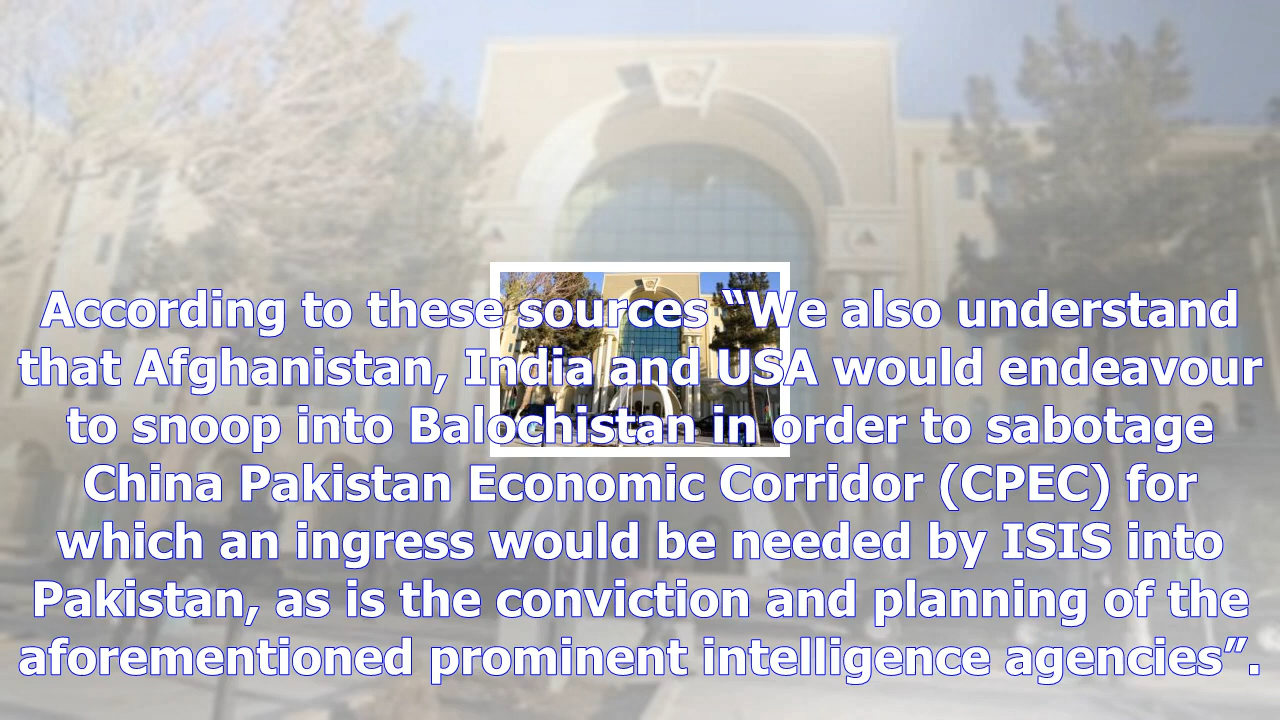 According to these sources “We also understand
that Afghanistan, India and USA would endeavour
to snoop into Balochistan in order to sabotage
China Pakistan Economic Corridor (CPEC) for
which an ingress would be needed by ISIS into
Pakistan, as is the conviction and planning of the
aforementioned prominent intelligence agencies”.